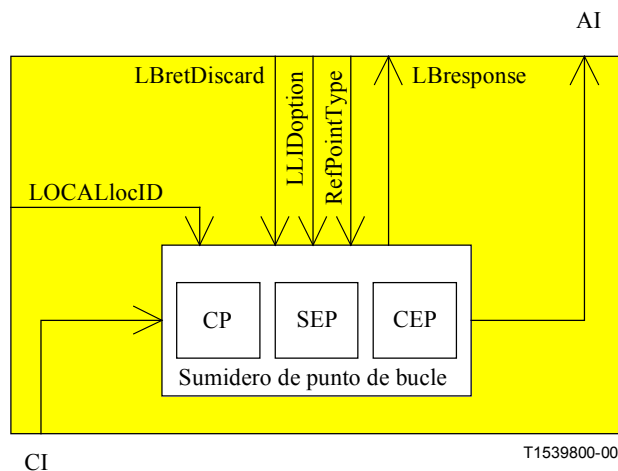 AI
LBretDiscard
LLIDoption
RefPointType
LBresponse
LOCALlocID
CP
SEP
CEP
Sumidero de punto de bucle
CI
T1539800-00